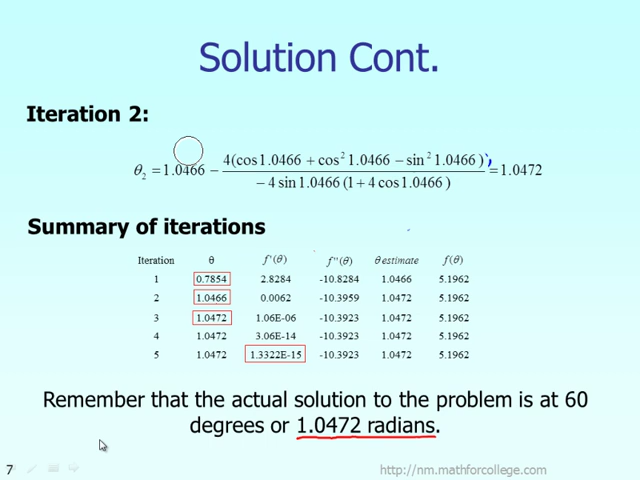 Solution Cont.
Iteration 2:
θ₂ = 1.0466 − 4(cos 1.0466 + cos² 1.0466 − sin² 1.0466) / − 4 sin 1.0466 (1 + 4 cos 1.0466) = 1.0472
Summary of iterations
Iteration θ f'(θ) f''(θ) θ estimate f(θ)
1 0.7854 2.8284 -10.8284 1.0466 5.1962
2 1.0466 0.0062 -10.3959 1.0472 5.1962
3 1.0472 1.06E-06 -10.3923 1.0472 5.1962
4 1.0472 3.06E-14 -10.3923 1.0472 5.1962
5 1.0472 1.3322E-15 -10.3923 1.0472 5.1962
Remember that the actual solution to the problem is at 60
degrees or 1.0472 radians.
7 http://nm.mathforcollege.com